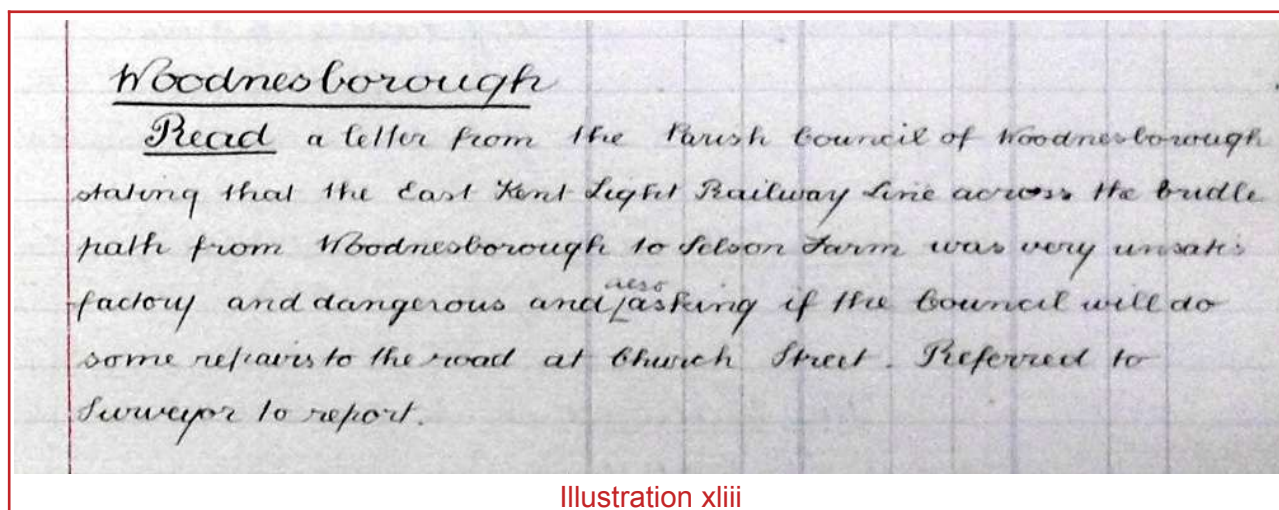 Woodnesborough
Read a letter from the Parish Council of Woodnesborough
stating that the East Kent Light Railway Line across the bridle
path from Woodnesborough to Selson Farm was very unsatis
factory and dangerous and also asking if the Council will do
some repairs to the road at Church Street. Referred to
Surveyor to report.
Illustration xliii